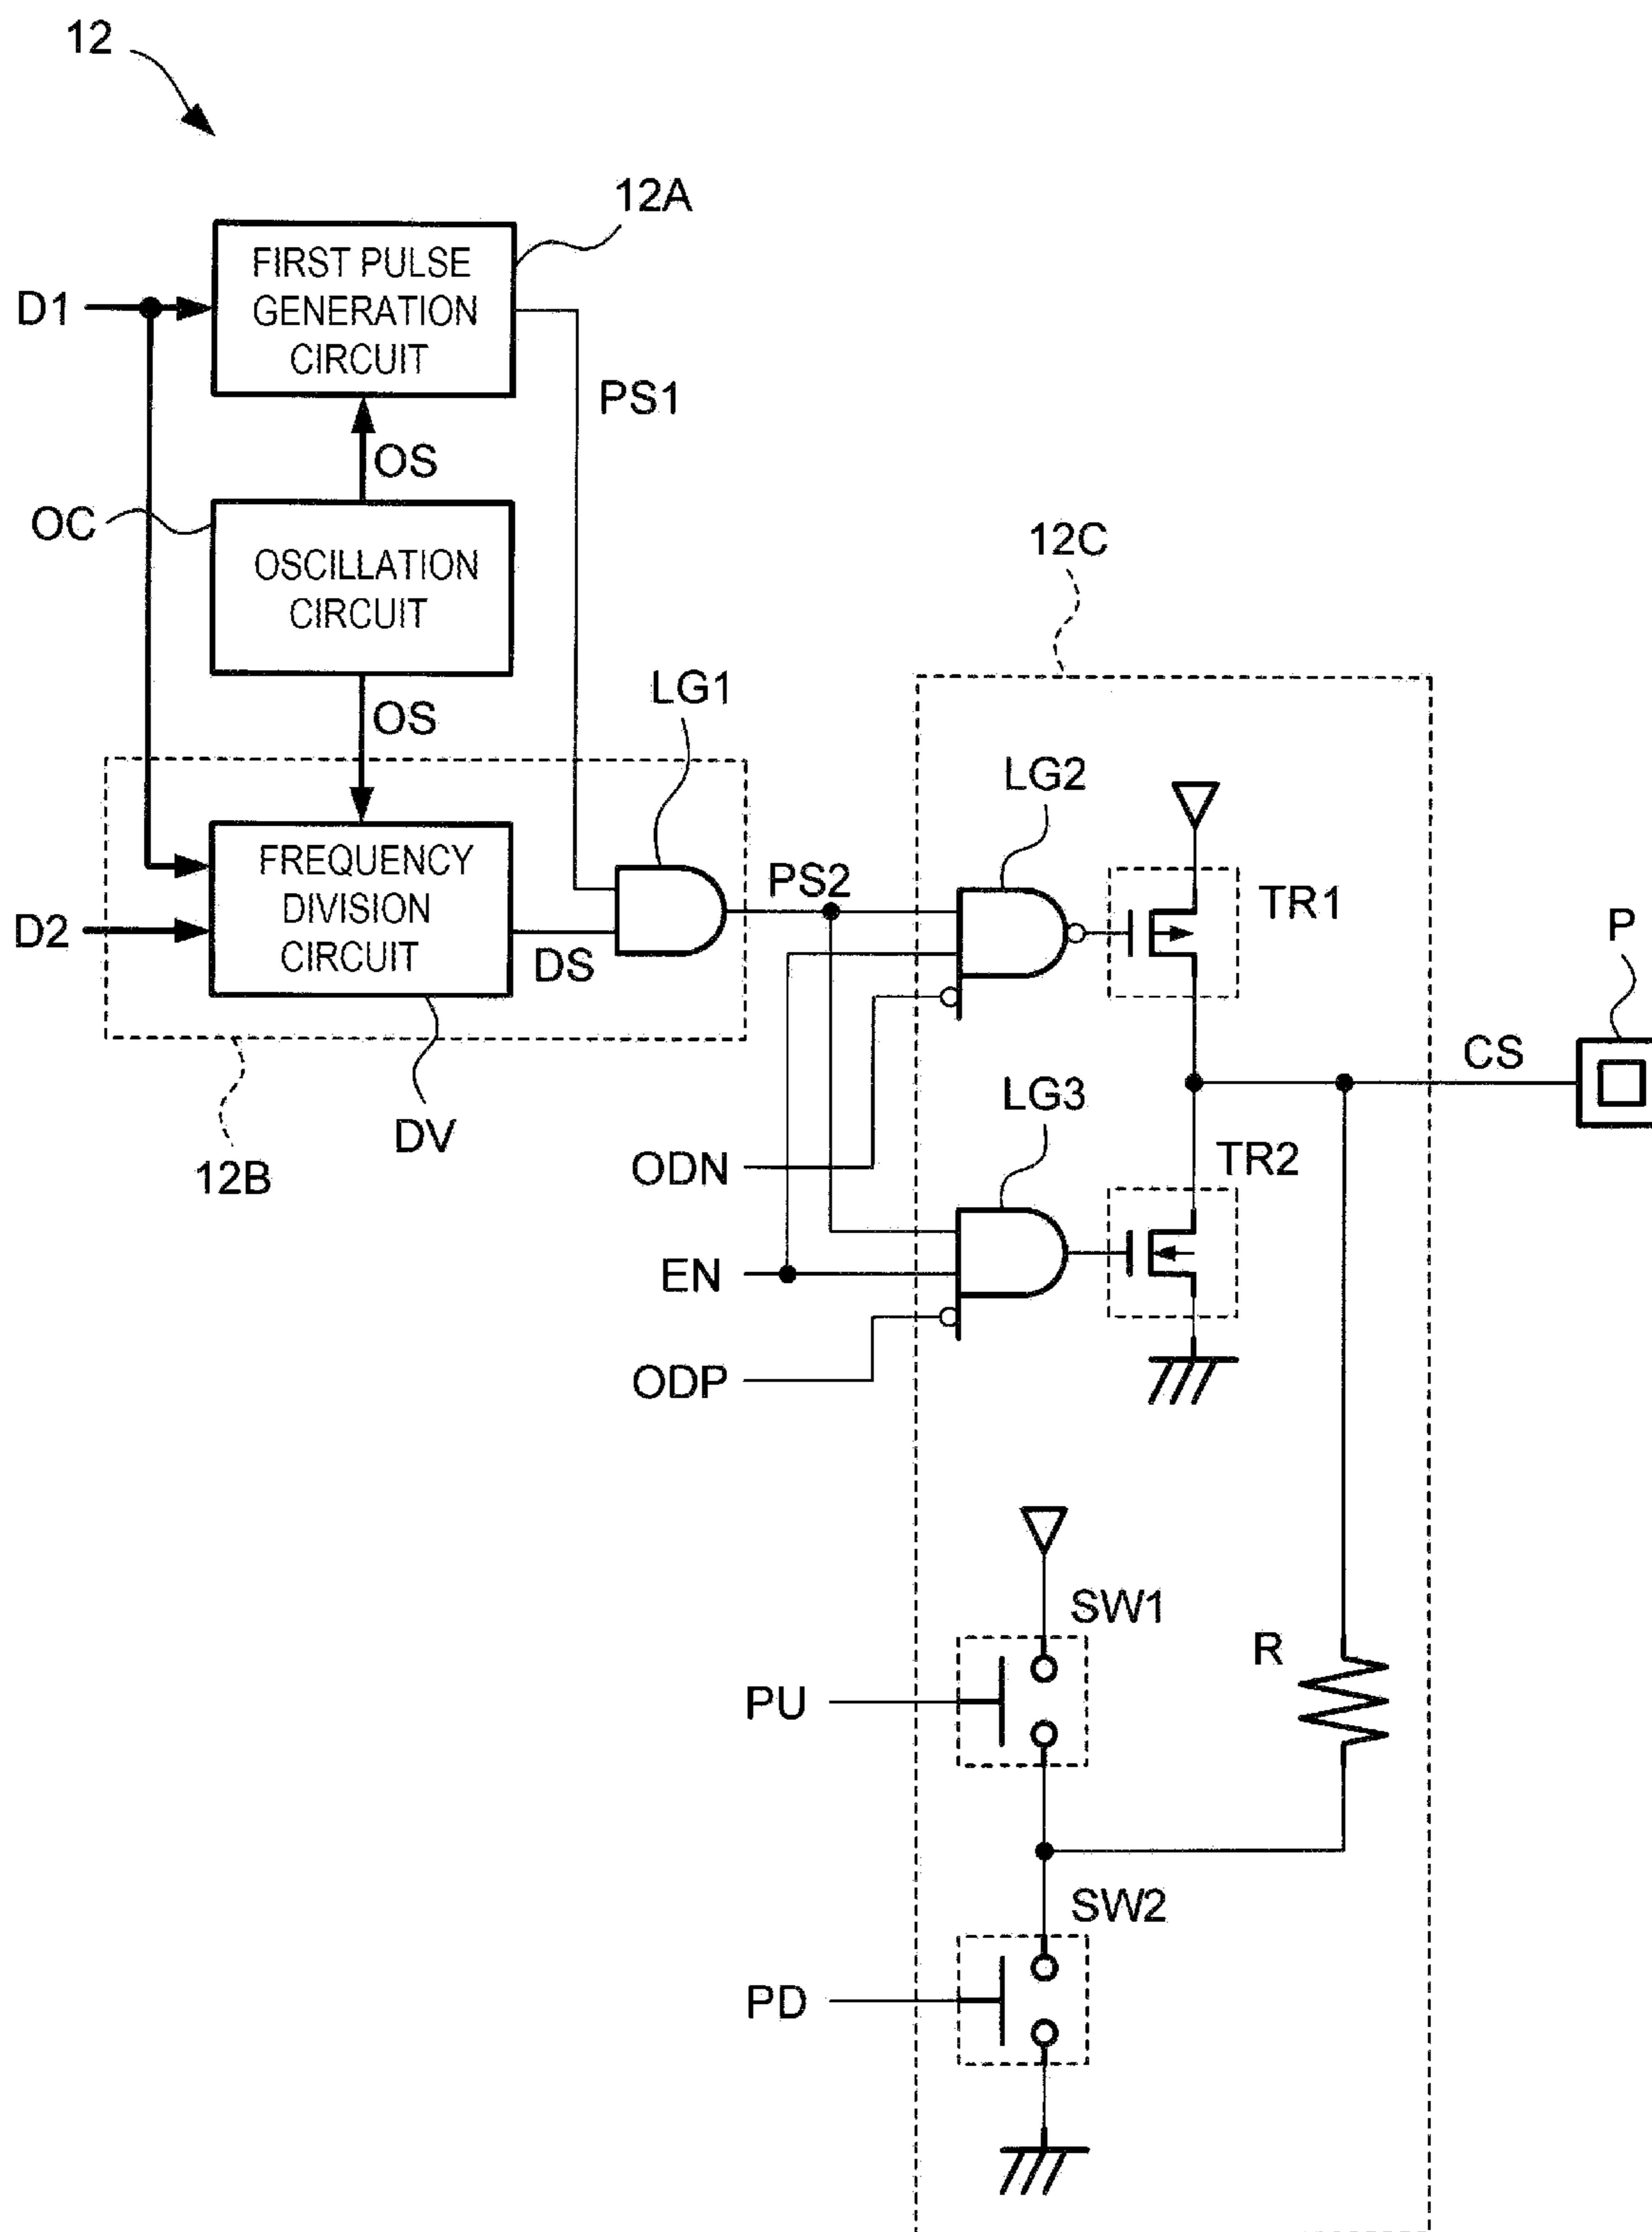 12
12A
FIRST PULSE
GENERATION
CIRCUIT
D1
PS1
OS
OC
OSCILLATION
CIRCUIT
12C
OS
LG1
LG2
FREQUENCY
DIVISION
CIRCUIT
PS2
TR1
D2
DS
P
CS
LG3
DV
12B
ODN
TR2
EN
ODP
SW1
R
PU
SW2
PD